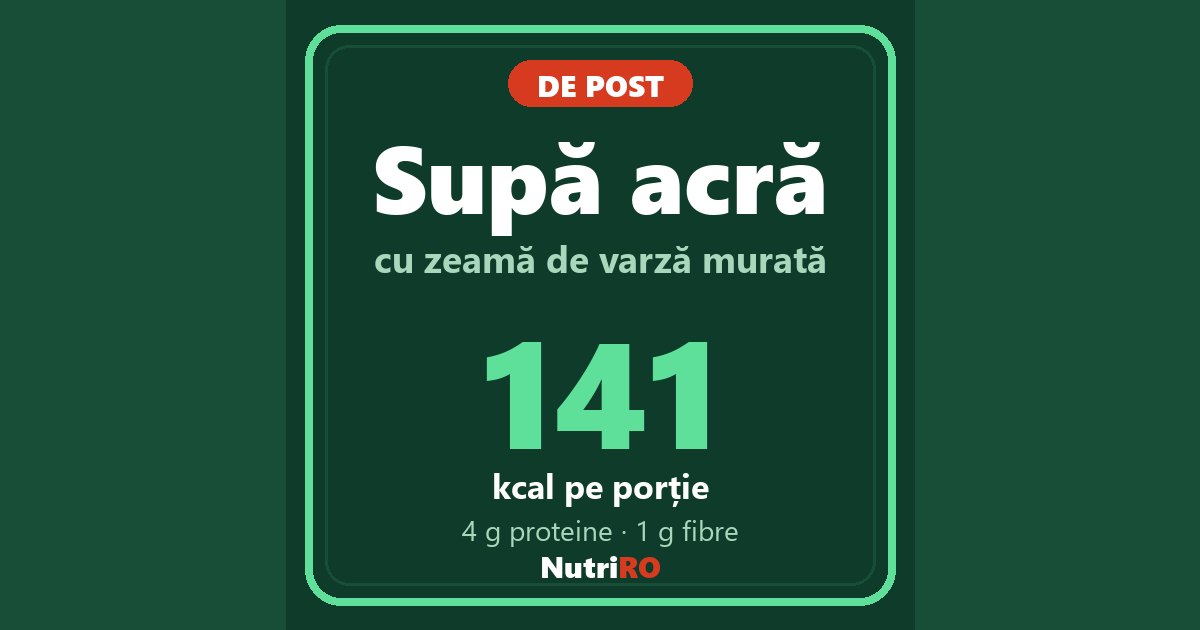 DE POST
Supă acră
cu zeamă de varză murată
141
kcal pe porție
4 g proteine · 1 g fibre
NutriRO